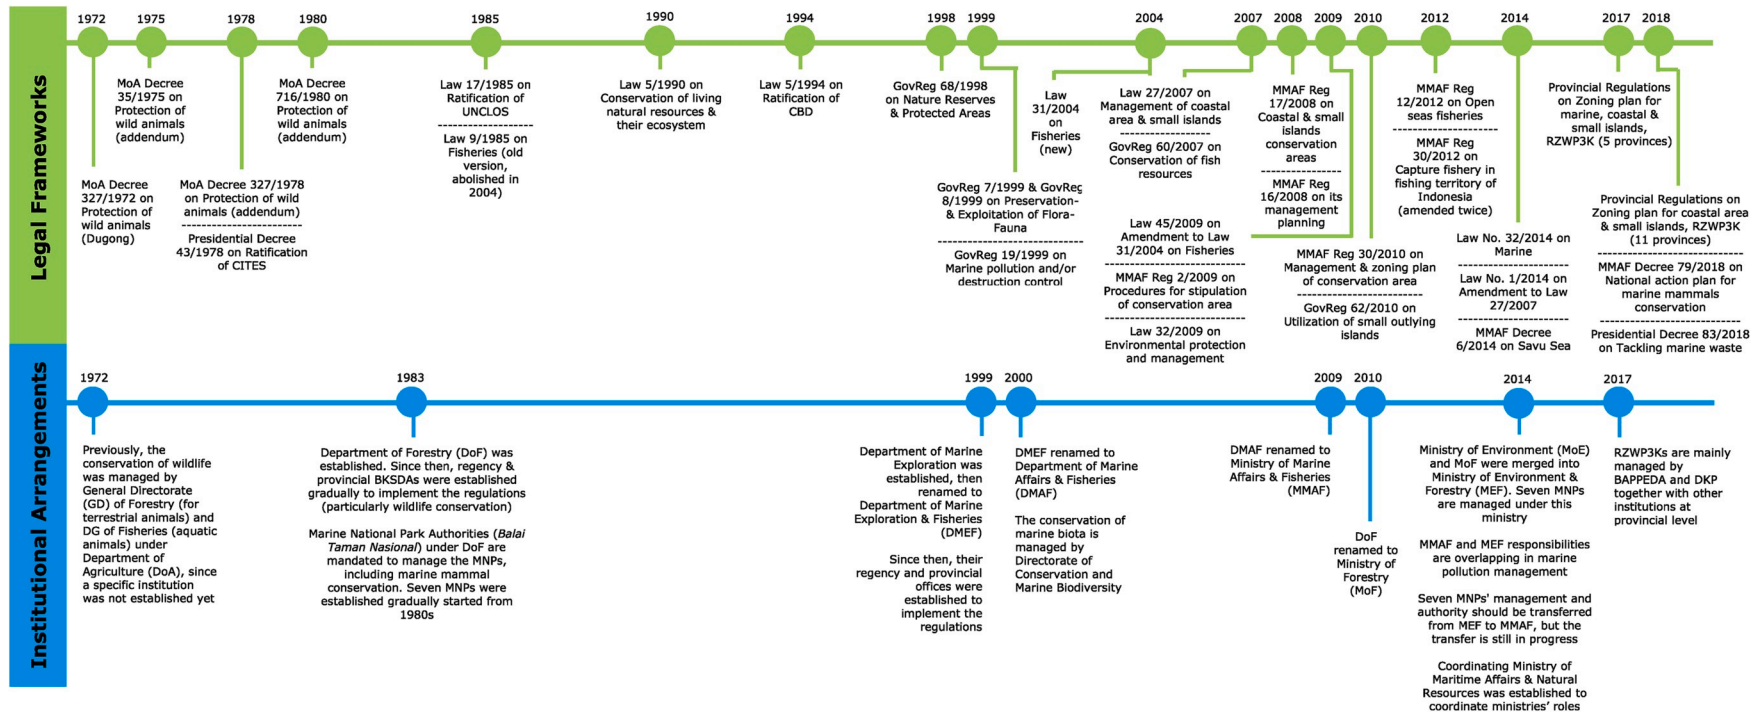 Legal Frameworks
1972
1975
1978
1980
1985
1990
1994
1998
1999
2004
2007
2008
2009
2010
2012
2014
2017
2018
MoA Decree
327/1972 on
Protection of
wild animals
(Dugong)
MoA Decree
35/1975 on
Protection of
wild animals
(addendum)
MoA Decree 327/1978
on Protection of wild
animals (addendum)
Presidential Decree
43/1978 on Ratification
of CITES
MoA Decree
716/1980 on
Protection of
wild animals
(addendum)
Law 17/1985 on
Ratification of
UNCLOS
Law 9/1985 on
Fisheries (old
version,
abolished in
2004)
Law 5/1990 on
Conservation of living
natural resources &
their ecosystem
Law 5/1994 on
Ratification of
CBD
GovReg 68/1998
on Nature Reserves
& Protected Areas
GovReg 7/1999 & GovReg
8/1999 on Preservation-
& Exploitation of Flora-
Fauna
GovReg 19/1999 on
Marine pollution and/or
destruction control
Law
31/2004
on
Fisheries
(new)
Law 27/2007 on
Management of coastal
area & small islands
GovReg 60/2007 on
Conservation of fish
resources
MMAF Reg
17/2008 on
Coastal & small
islands
conservation
areas
MMAF Reg
16/2008 on its
management
planning
Law 45/2009 on
Amendment to Law
31/2004 on Fisheries
MMAF Reg 2/2009 on
Procedures for stipulation
of conservation area
Law 32/2009 on
Environmental protection
and management
MMAF Reg 30/2010 on
Management & zoning plan
of conservation area
GovReg 62/2010 on
Utilization of small outlying
islands
MMAF Reg
12/2012 on Open
seas fisheries
MMAF Reg
30/2012 on
Capture fishery in
fishing territory of
Indonesia
(amended twice)
Law No. 32/2014 on
Marine
Law No. 1/2014 on
Amendment to Law
27/2007
MMAF Decree
6/2014 on Savu Sea
Provincial Regulations
on Zoning plan for
marine, coastal &
small islands,
RZWP3K (5 provinces)
Provincial Regulations on
Zoning plan for coastal area
& small islands, RZWP3K
(11 provinces)
MMAF Decree 79/2018 on
National action plan for
marine mammals
conservation
Presidential Decree 83/2018
on Tackling marine waste
Institutional Arrangements
1972
1983
1999
2000
2009
2010
2014
2017
Previously, the
conservation of wildlife
was managed by
General Directorate
(GD) of Forestry (for
terrestrial animals) and
DG of Fisheries (aquatic
animals) under
Department of
Agriculture (DoA), since
a specific institution
was not established yet
Department of Forestry (DoF) was
established. Since then, regency &
provincial BKSDAs were established
gradually to implement the regulations
(particularly wildlife conservation)
Marine National Park Authorities (Balai
Taman Nasional) under DoF are
mandated to manage the MNPs,
including marine mammal
conservation. Seven MNPs were
established gradually started from
1980s
Department of Marine
Exploration was
established, then
renamed to
Department of Marine
Exploration & Fisheries
(DMEF)
Since then, their
regency and provincial
offices were
established to
implement the
regulations
DMEF renamed to
Department of Marine
Affairs & Fisheries
(DMAF)
The conservation of
marine biota is
managed by
Directorate of
Conservation and
Marine Biodiversity
DMAF renamed to
Ministry of Marine
Affairs & Fisheries
(MMAF)
DoF
renamed to
Ministry of
Forestry
(MoF)
Ministry of Environment (MoE)
and MoF were merged into
Ministry of Environment &
Forestry (MEF). Seven MNPs
are managed under this
ministry
MMAF and MEF responsibilities
are overlapping in marine
pollution management
Seven MNPs' management and
authority should be transferred
from MEF to MMAF, but the
transfer is still in progress
Coordinating Ministry of
Maritime Affairs & Natural
Resources was established to
coordinate ministries' roles
RZWP3Ks are mainly
managed by
BAPPEDA and DKP
together with other
institutions at
provincial level